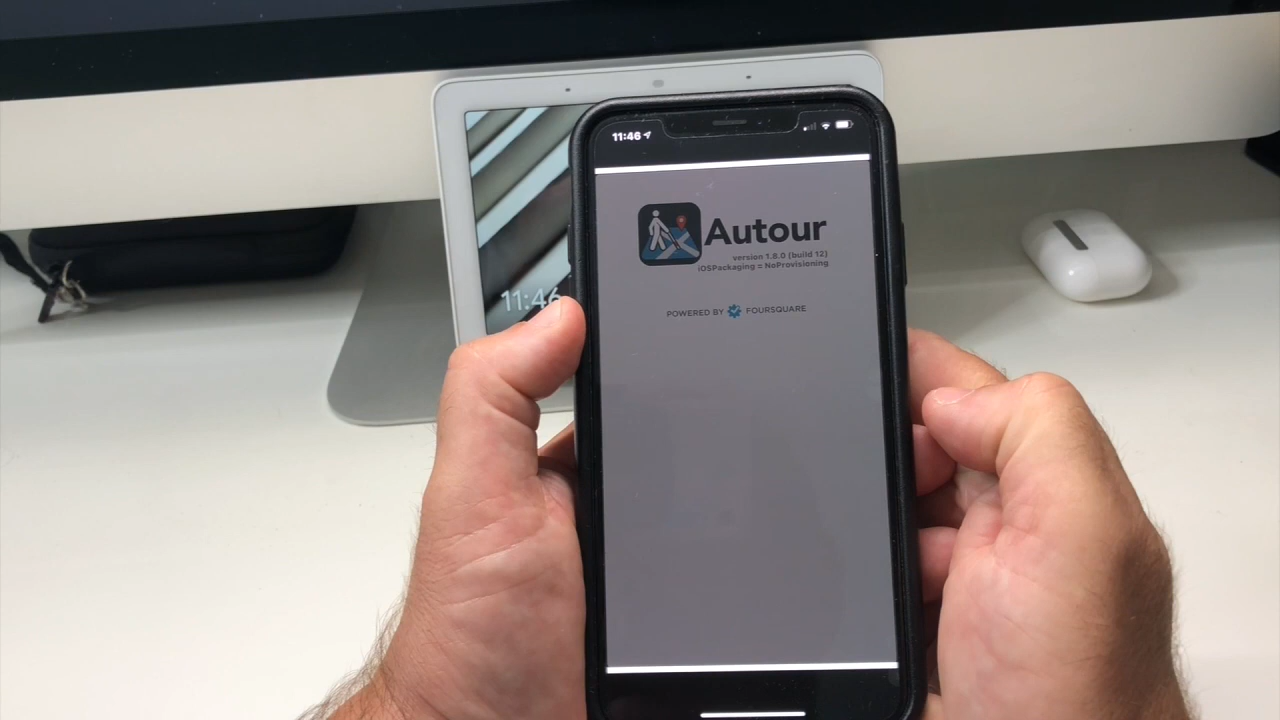 11:46
Autour
version 1.8.0 (build 12)
iOSPackaging = NoProvisioning
POWERED BY FOURSQUARE
11:46